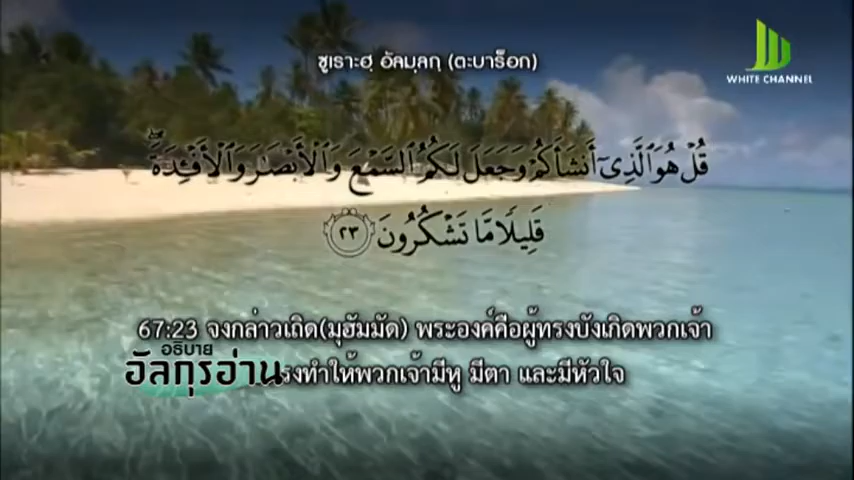 ซูเราะฮฺ อัลมุลกฺ (ตะบาร็อก)
WHITE CHANNEL
قُلْ هُوَ ٱلَّذِىٓ أَنشَأَكُمْ وَجَعَلَ لَكُمُ ٱلسَّمْعَ وَٱلْأَبْصَٰرَ وَٱلْأَفْـِٔدَةَ ۖ
قَلِيلًا مَّا تَشْكُرُونَ ٢٣
67:23 จงกล่าวเถิด(มุฮัมมัด) พระองค์คือผู้ทรงบังเกิดพวกเจ้า
รงทำให้พวกเจ้ามีหู มีตา และมีหัวใจ
อธิบาย
อัลกุรอ่าน